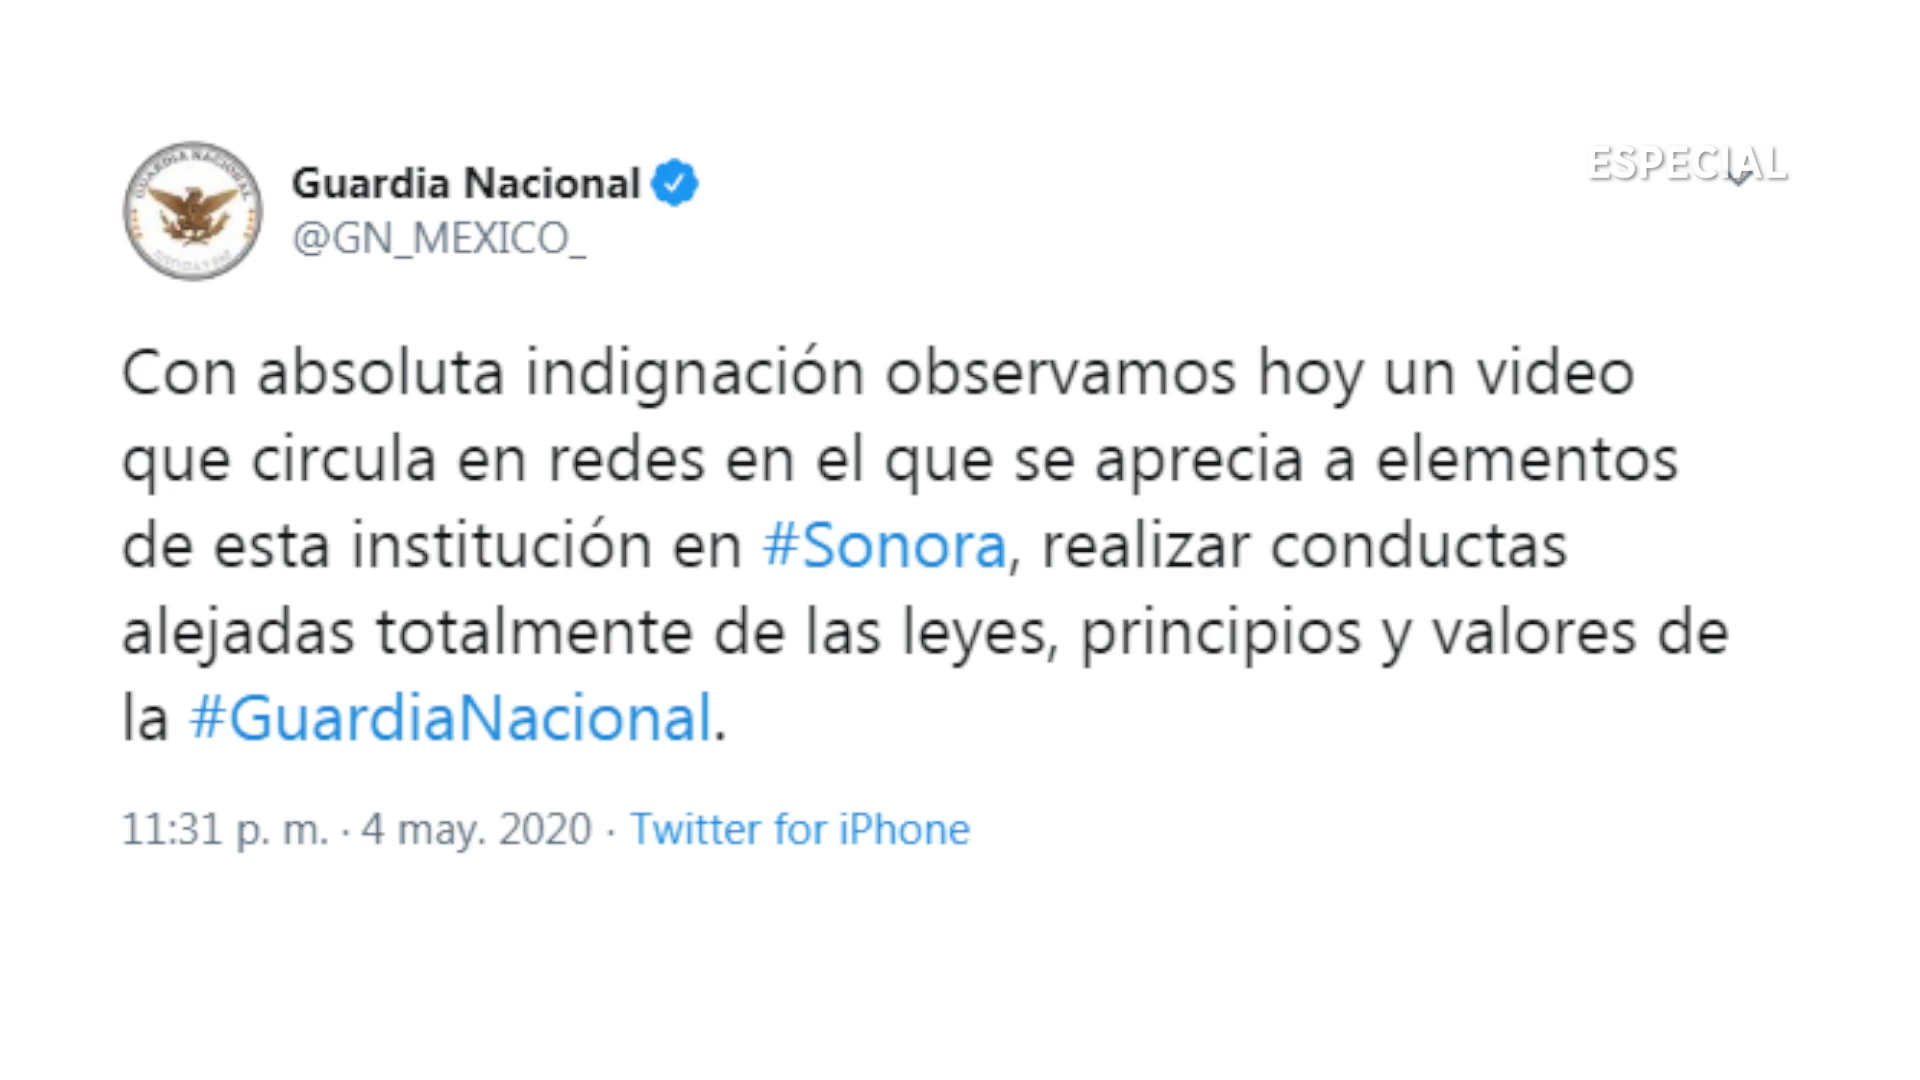 GUARDIA NACIONAL
Guardia Nacional
ESPECIAL
@GN_MEXICO_
Con absoluta indignación observamos hoy un video
que circula en redes en el que se aprecia a elementos
de esta institución en #Sonora, realizar conductas
alejadas totalmente de las leyes, principios y valores de
la #GuardiaNacional.
11:31 p. m. · 4 may. 2020 · Twitter for iPhone